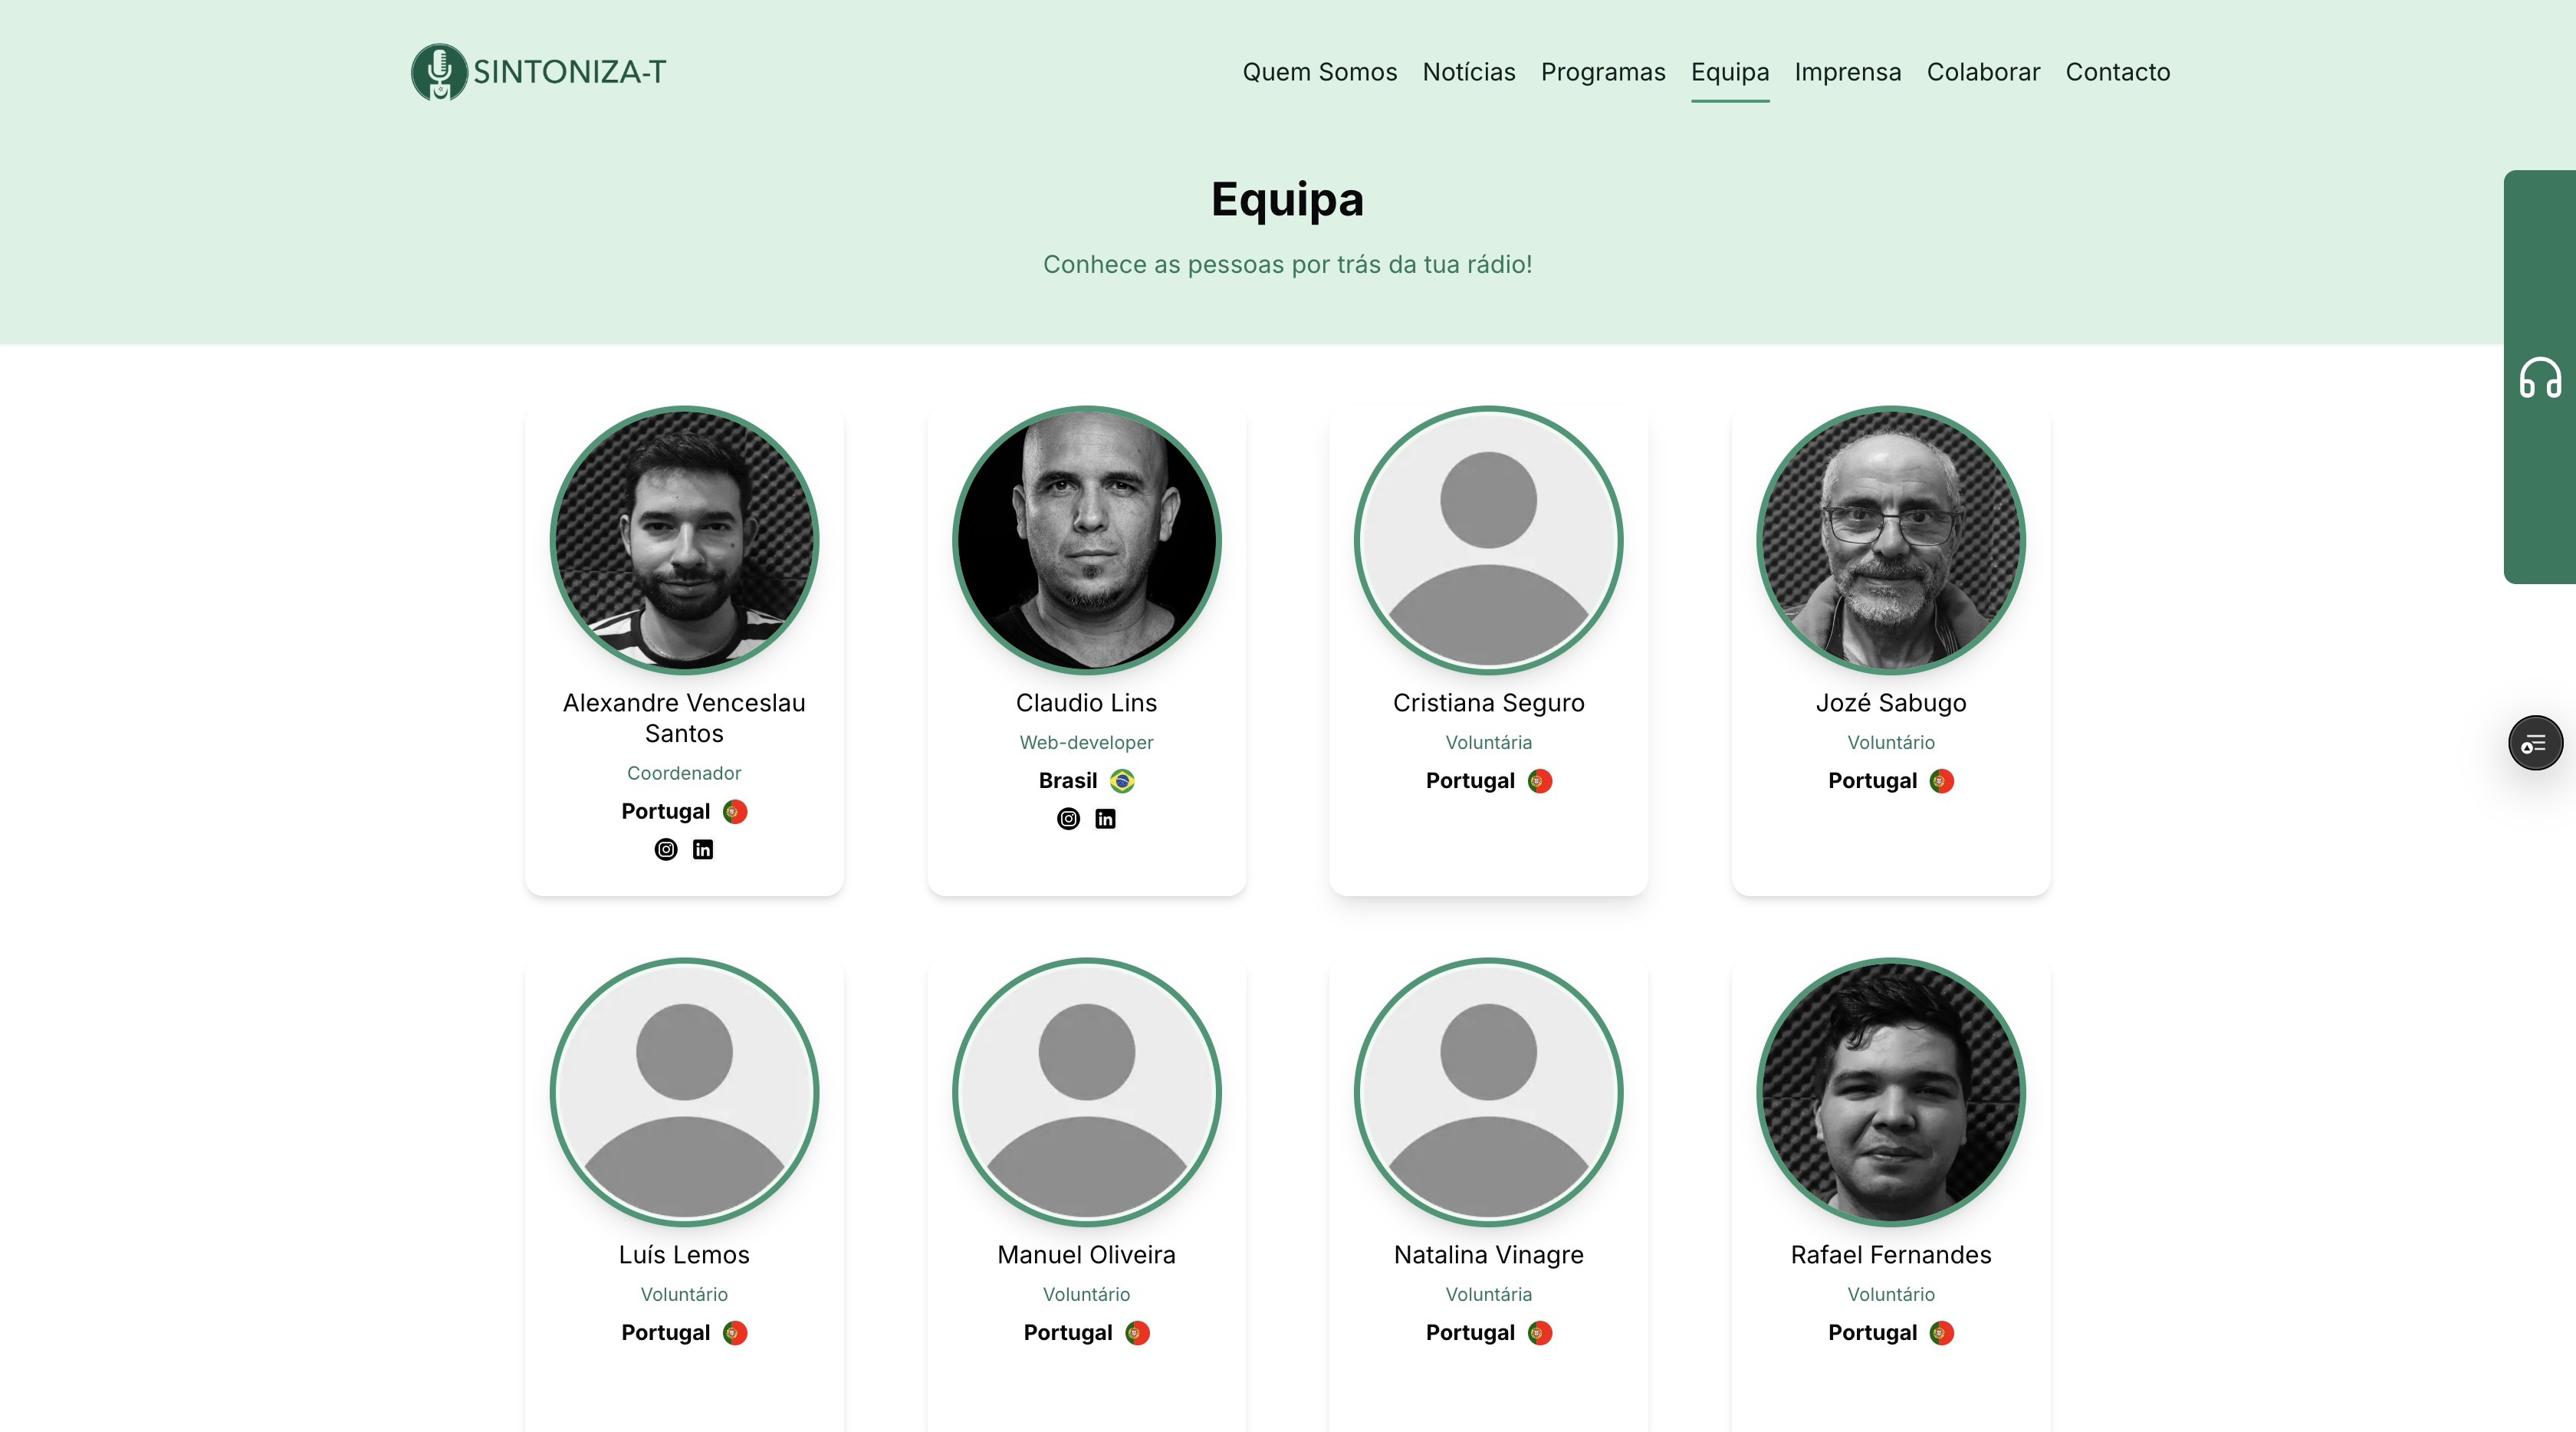 SINTONIZA-T
Quem Somos Notícias Programas Equipa Imprensa Colaborar Contacto
Equipa
Conhece as pessoas por trás da tua rádio!
Alexandre Venceslau
Santos
Coordenador
Portugal
in
Claudio Lins
Web-developer
Brasil
in
Cristiana Seguro
Voluntária
Portugal
Jozé Sabugo
Voluntário
Portugal
Luís Lemos
Voluntário
Portugal
Manuel Oliveira
Voluntário
Portugal
Natalina Vinagre
Voluntária
Portugal
Rafael Fernandes
Voluntário
Portugal